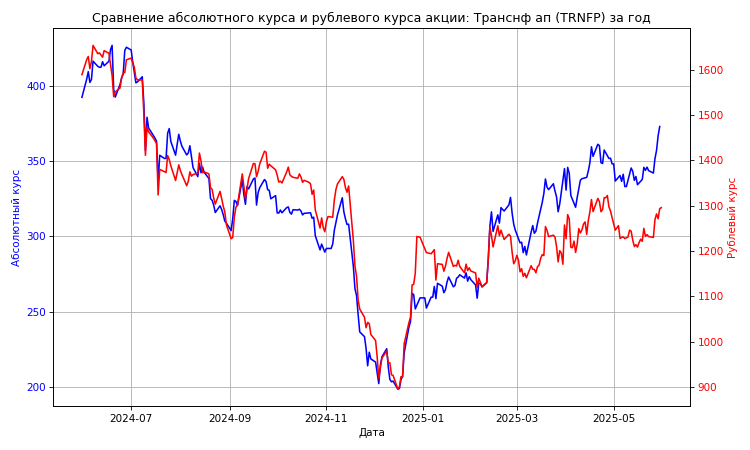 Сравнение абсолютного курса и рублевого курса акции: Транснф ап (TRNFP) за год
Абсолютный курс
400
350
300
250
200
1600
1500
1400
1300
1200
1100
1000
900
Рублевый курс
2024-07 2024-09 2024-11 2025-01 2025-03 2025-05
Дата